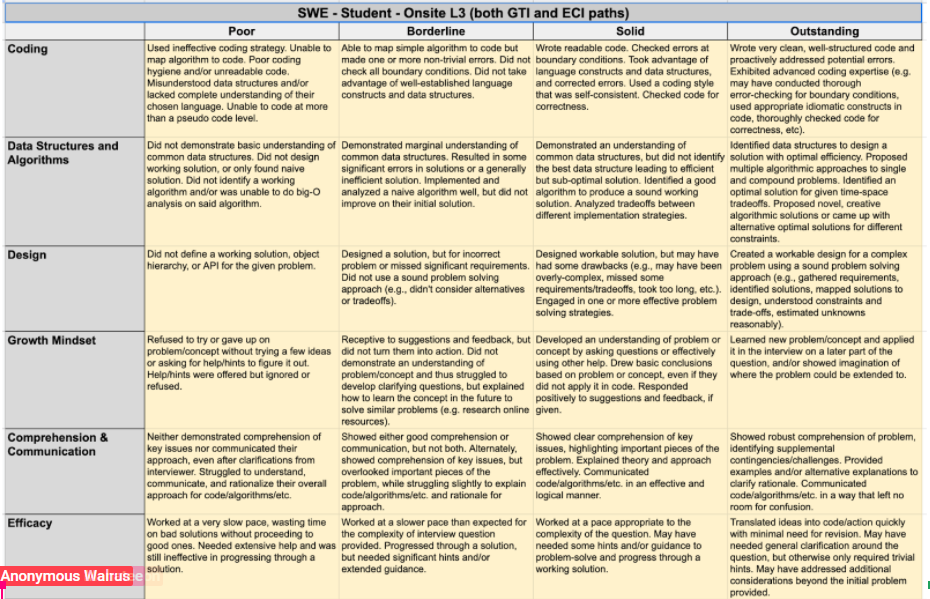 SWE - Student - Onsite L3 (both GTI and ECI paths)
Poor
Borderline
Solid
Outstanding
Coding
Used ineffective coding strategy. Unable to
map algorithm to code. Poor coding
hygiene and/or unreadable code.
Misunderstood data structures and/or
lacked complete understanding of their
chosen language. Unable to code at more
than a pseudo code level.
Able to map simple algorithm to code but
made one or more non-trivial errors. Did not
check all boundary conditions. Did not take
advantage of well-established language
constructs and data structures.
Wrote readable code. Checked errors at
boundary conditions. Took advantage of
language constructs and data structures,
and corrected errors. Used a coding style
that was self-consistent. Checked code for
correctness.
Wrote very clean, well-structured code and
proactively addressed potential errors.
Exhibited advanced coding expertise (e.g.
may have conducted thorough
error-checking for boundary conditions,
used appropriate idiomatic constructs in
code, thoroughly checked code for
correctness, etc).
Data Structures and
Algorithms
Did not demonstrate basic understanding of
common data structures. Did not design
working solution, or only found naive
solution. Did not identify a working
algorithm and/or was unable to do big-O
analysis on said algorithm.
Demonstrated marginal understanding of
common data structures. Resulted in some
significant errors in solutions or a generally
inefficient solution. Implemented and
analyzed a naive algorithm well, but did not
improve on their initial solution.
Demonstrated an understanding of
common data structures, but did not identify
the best data structure leading to efficient
but sub-optimal solution. Identified a good
algorithm to produce a sound working
solution. Analyzed tradeoffs between
different implementation strategies.
Identified data structures to design a
solution with optimal efficiency. Proposed
multiple algorithmic approaches to single
and compound problems. Identified an
optimal solution for given time-space
tradeoffs. Proposed novel, creative
algorithmic solutions or came up with
alternative optimal solutions for different
constraints.
Design
Did not define a working solution, object
hierarchy, or API for the given problem.
Designed a solution, but for incorrect
problem or missed significant requirements.
Did not use a sound problem solving
approach (e.g., didn't consider alternatives
or tradeoffs).
Designed workable solution, but may have
had some drawbacks (e.g., may have been
overly-complex, missed some
requirements/tradeoffs, took too long, etc.).
Engaged in one or more effective problem
solving strategies.
Created a workable design for a complex
problem using a sound problem solving
approach (e.g., gathered requirements,
identified solutions, mapped solutions to
design, understood constraints and
trade-offs, estimated unknowns
reasonably).
Growth Mindset
Refused to try or gave up on
problem/concept without trying a few ideas
or asking for help/hints to figure it out.
Help/hints were offered but ignored or
refused.
Receptive to suggestions and feedback, but
did not turn them into action. Did not
demonstrate an understanding of
problem/concept and thus struggled to
develop clarifying questions, but explained
how to learn the concept in the future to
solve similar problems (e.g. research online
resources).
Developed an understanding of problem or
concept by asking questions or effectively
using other help. Drew basic conclusions
based on problem or concept, even if they
did not apply it in code. Responded
positively to suggestions and feedback, if
given.
Learned new problem/concept and applied
it in the interview on a later part of the
question, and/or showed imagination of
where the problem could be extended to.
Comprehension &
Communication
Neither demonstrated comprehension of
key issues nor communicated their
approach, even after clarifications from
interviewer. Struggled to understand,
communicate, and rationalize their overall
approach for code/algorithms/etc.
Showed either good comprehension or
communication, but not both. Alternately,
showed comprehension of key issues, but
overlooked important pieces of the
problem, while struggling slightly to explain
code/algorithms/etc. and rationale for
approach.
Showed clear comprehension of key
issues, highlighting important pieces of the
problem. Explained theory and approach
effectively. Communicated
code/algorithms/etc. in an effective and
logical manner.
Showed robust comprehension of problem,
identifying supplemental
contingencies/challenges. Provided
examples and/or alternative explanations to
clarify rationale. Communicated
code/algorithms/etc. in a way that left no
room for confusion.
Efficacy
Worked at a very slow pace, wasting time
on bad solutions without proceeding to
good ones. Needed extensive help and was
still ineffective in progressing through a
solution.
Worked at a slower pace than expected for
the complexity of interview question
provided. Progressed through a solution,
but needed significant hints and/or
extended guidance.
Worked at a pace appropriate to the
complexity of the question. May have
needed some hints and/or guidance to
problem-solve and progress through a
working solution.
Translated ideas into code/action quickly
with minimal need for revision. May have
needed general clarification around the
question, but otherwise only required trivial
hints. May have addressed additional
considerations beyond the initial problem
provided.
Anonymous Walrus